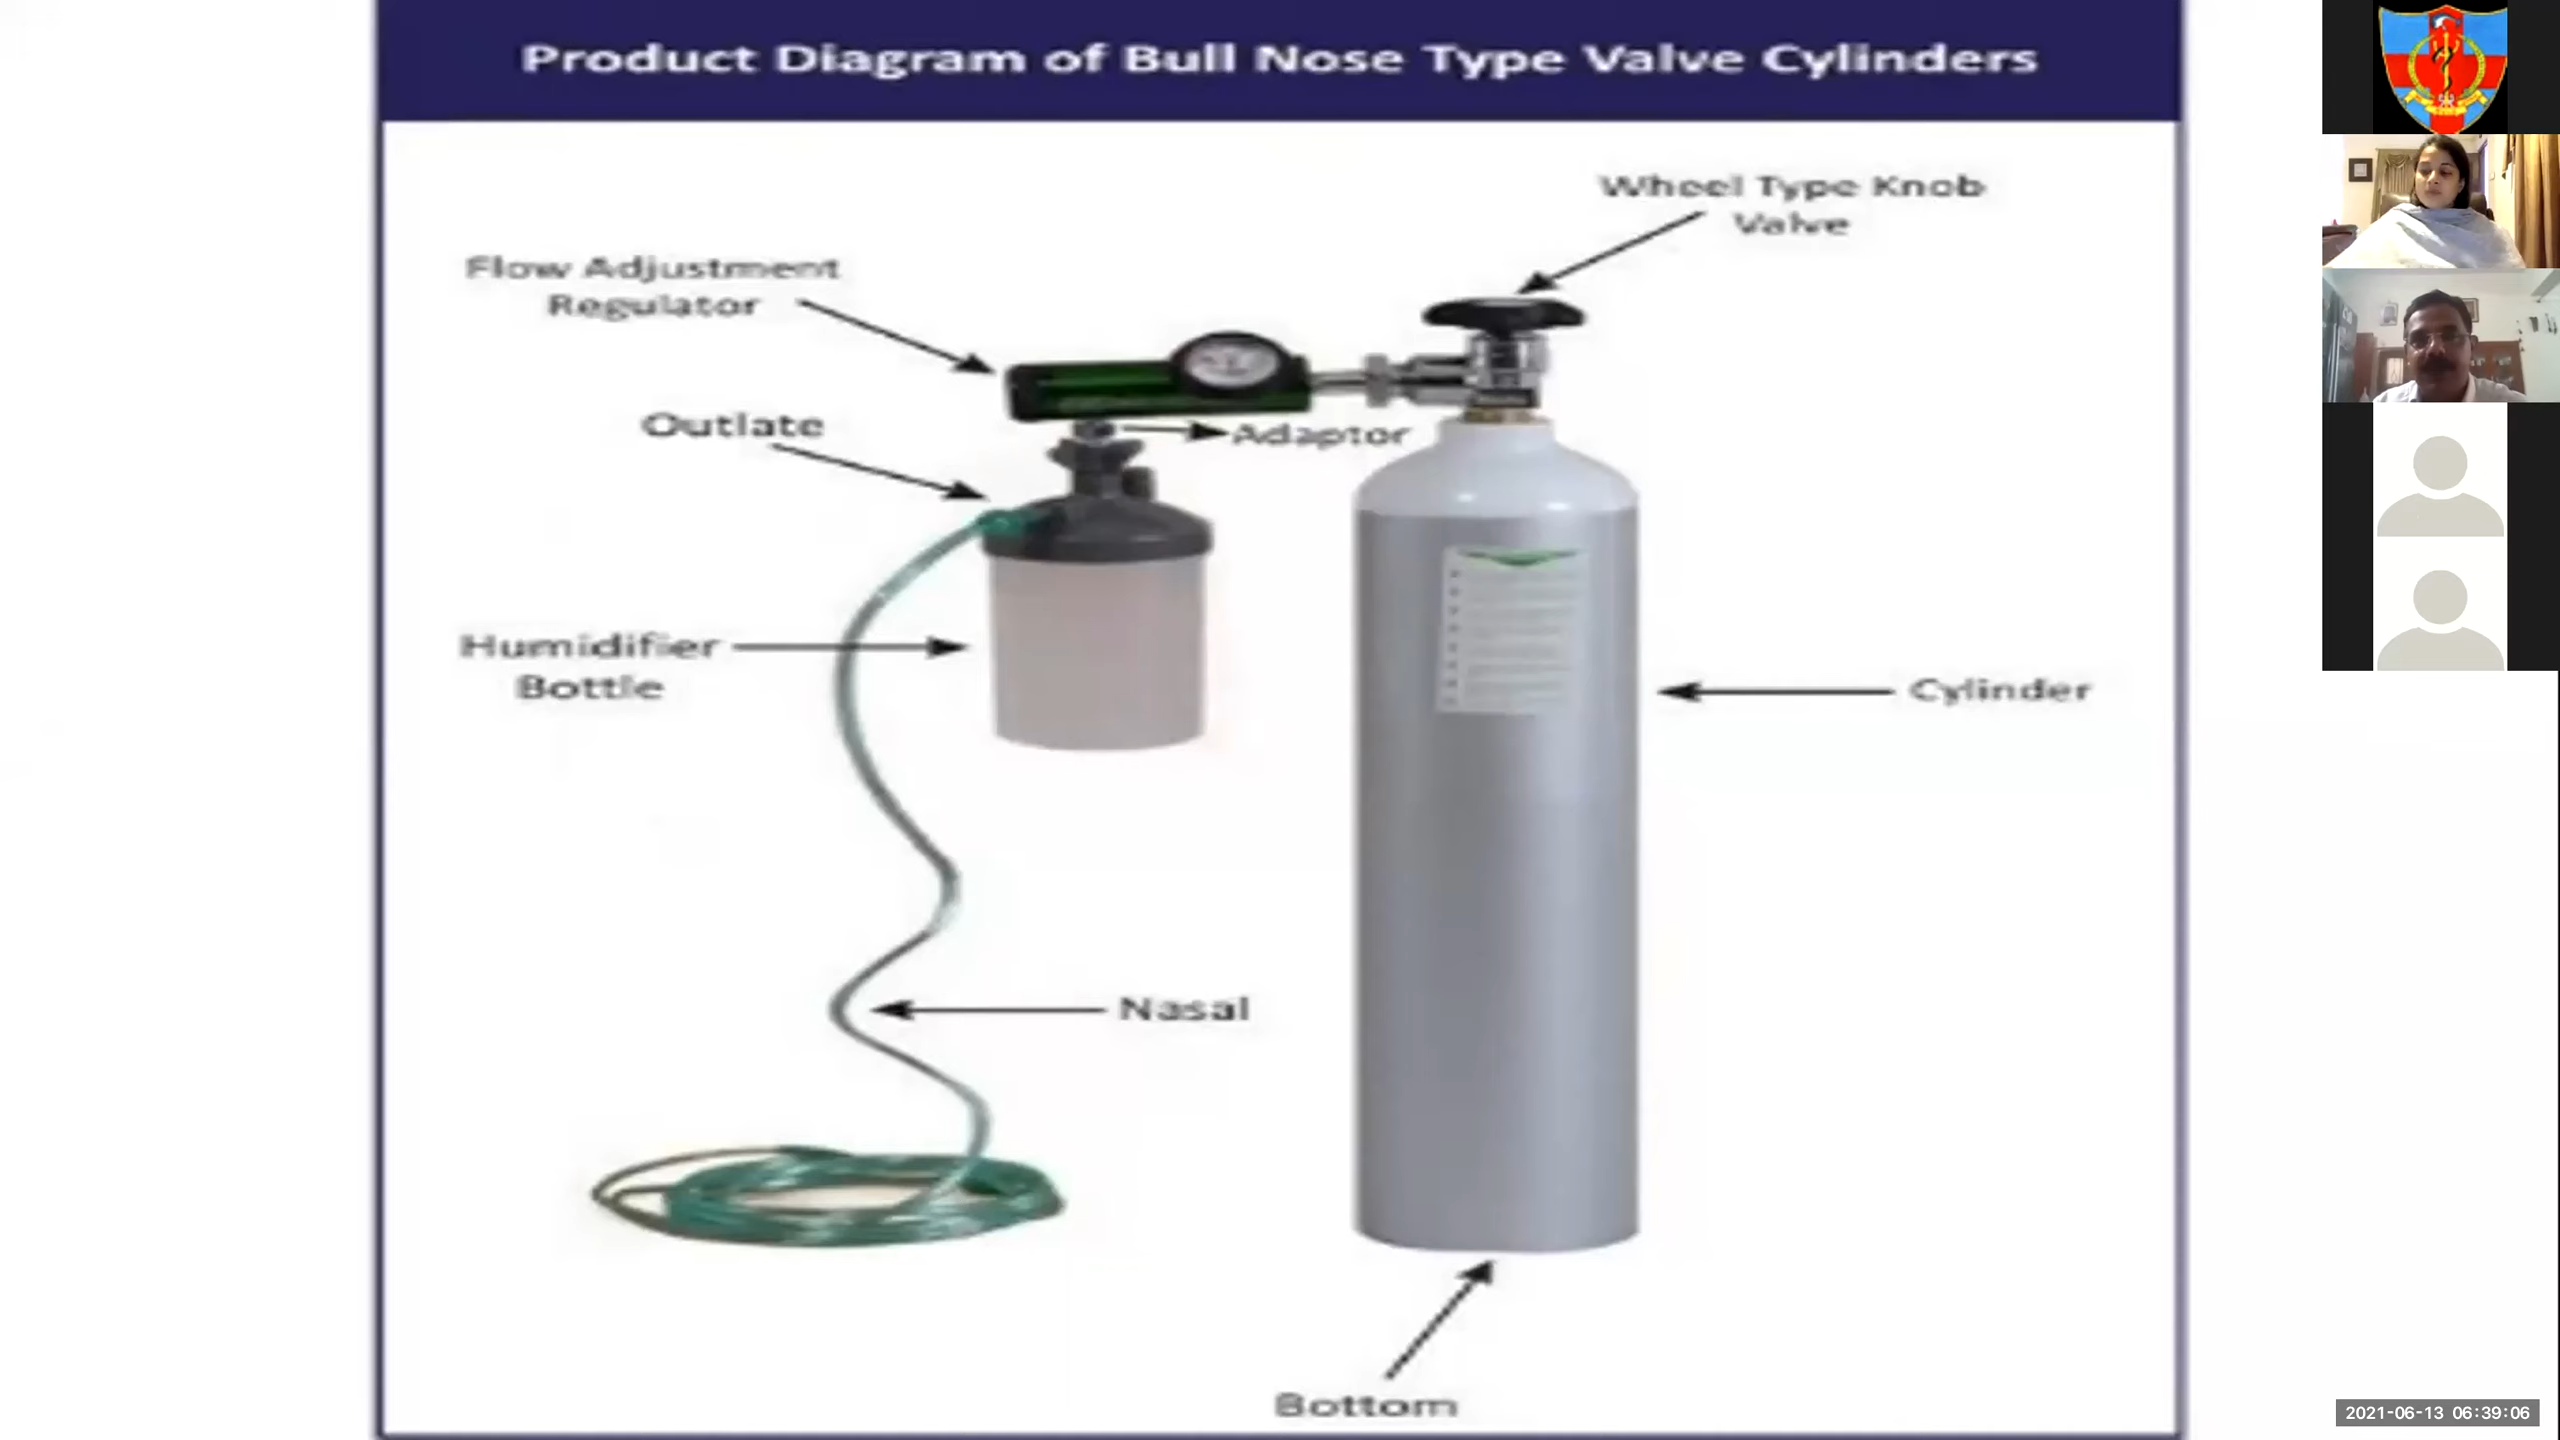 Product Diagram of Bull Nose Type Valve Cylinders
Wheel Type Knob
Valve
Flow Adjustment
Regulator
Outlate
Adaptor
Humidifier
Bottle
Cylinder
Nasal
Bottom
2021-06-13 06:39:06